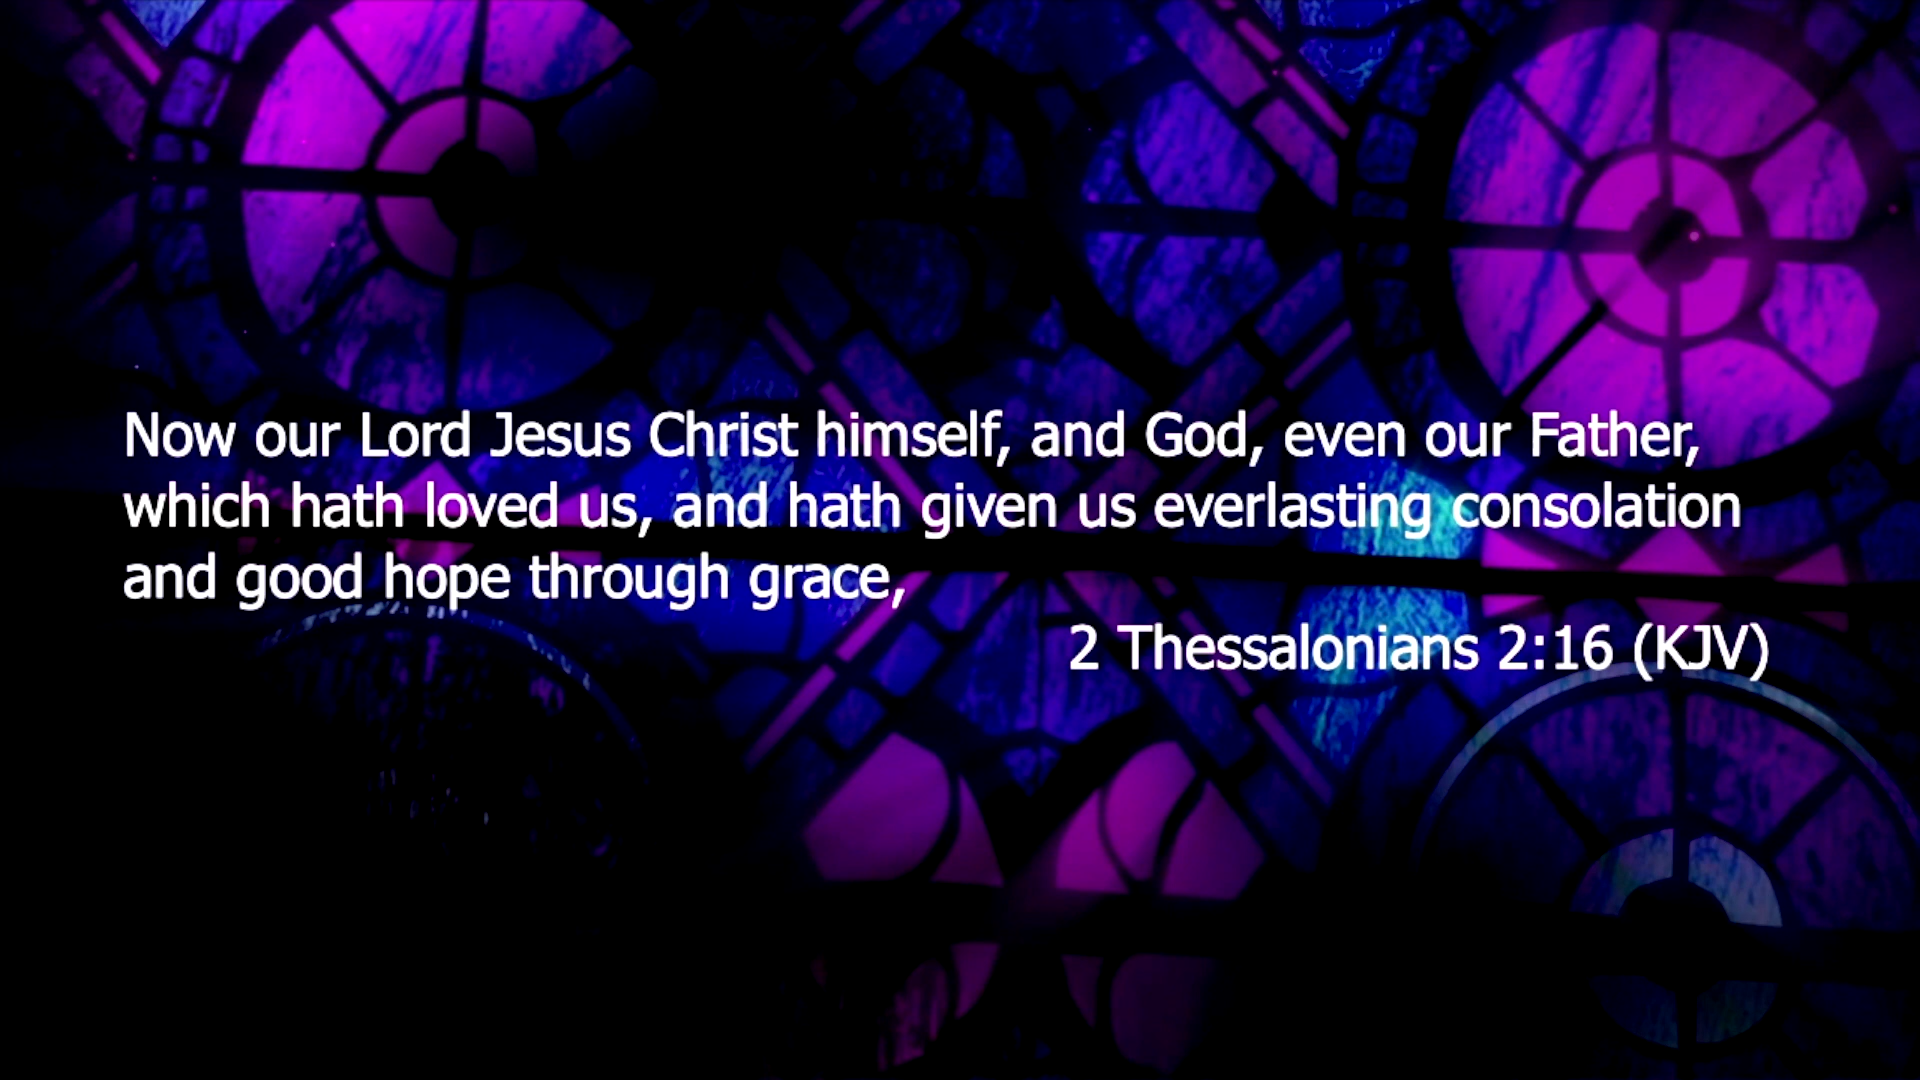 Now our Lord Jesus Christ himself, and God, even our Father,
which hath loved us, and hath given us everlasting consolation
and good hope through grace,
2 Thessalonians 2:16 (KJV)